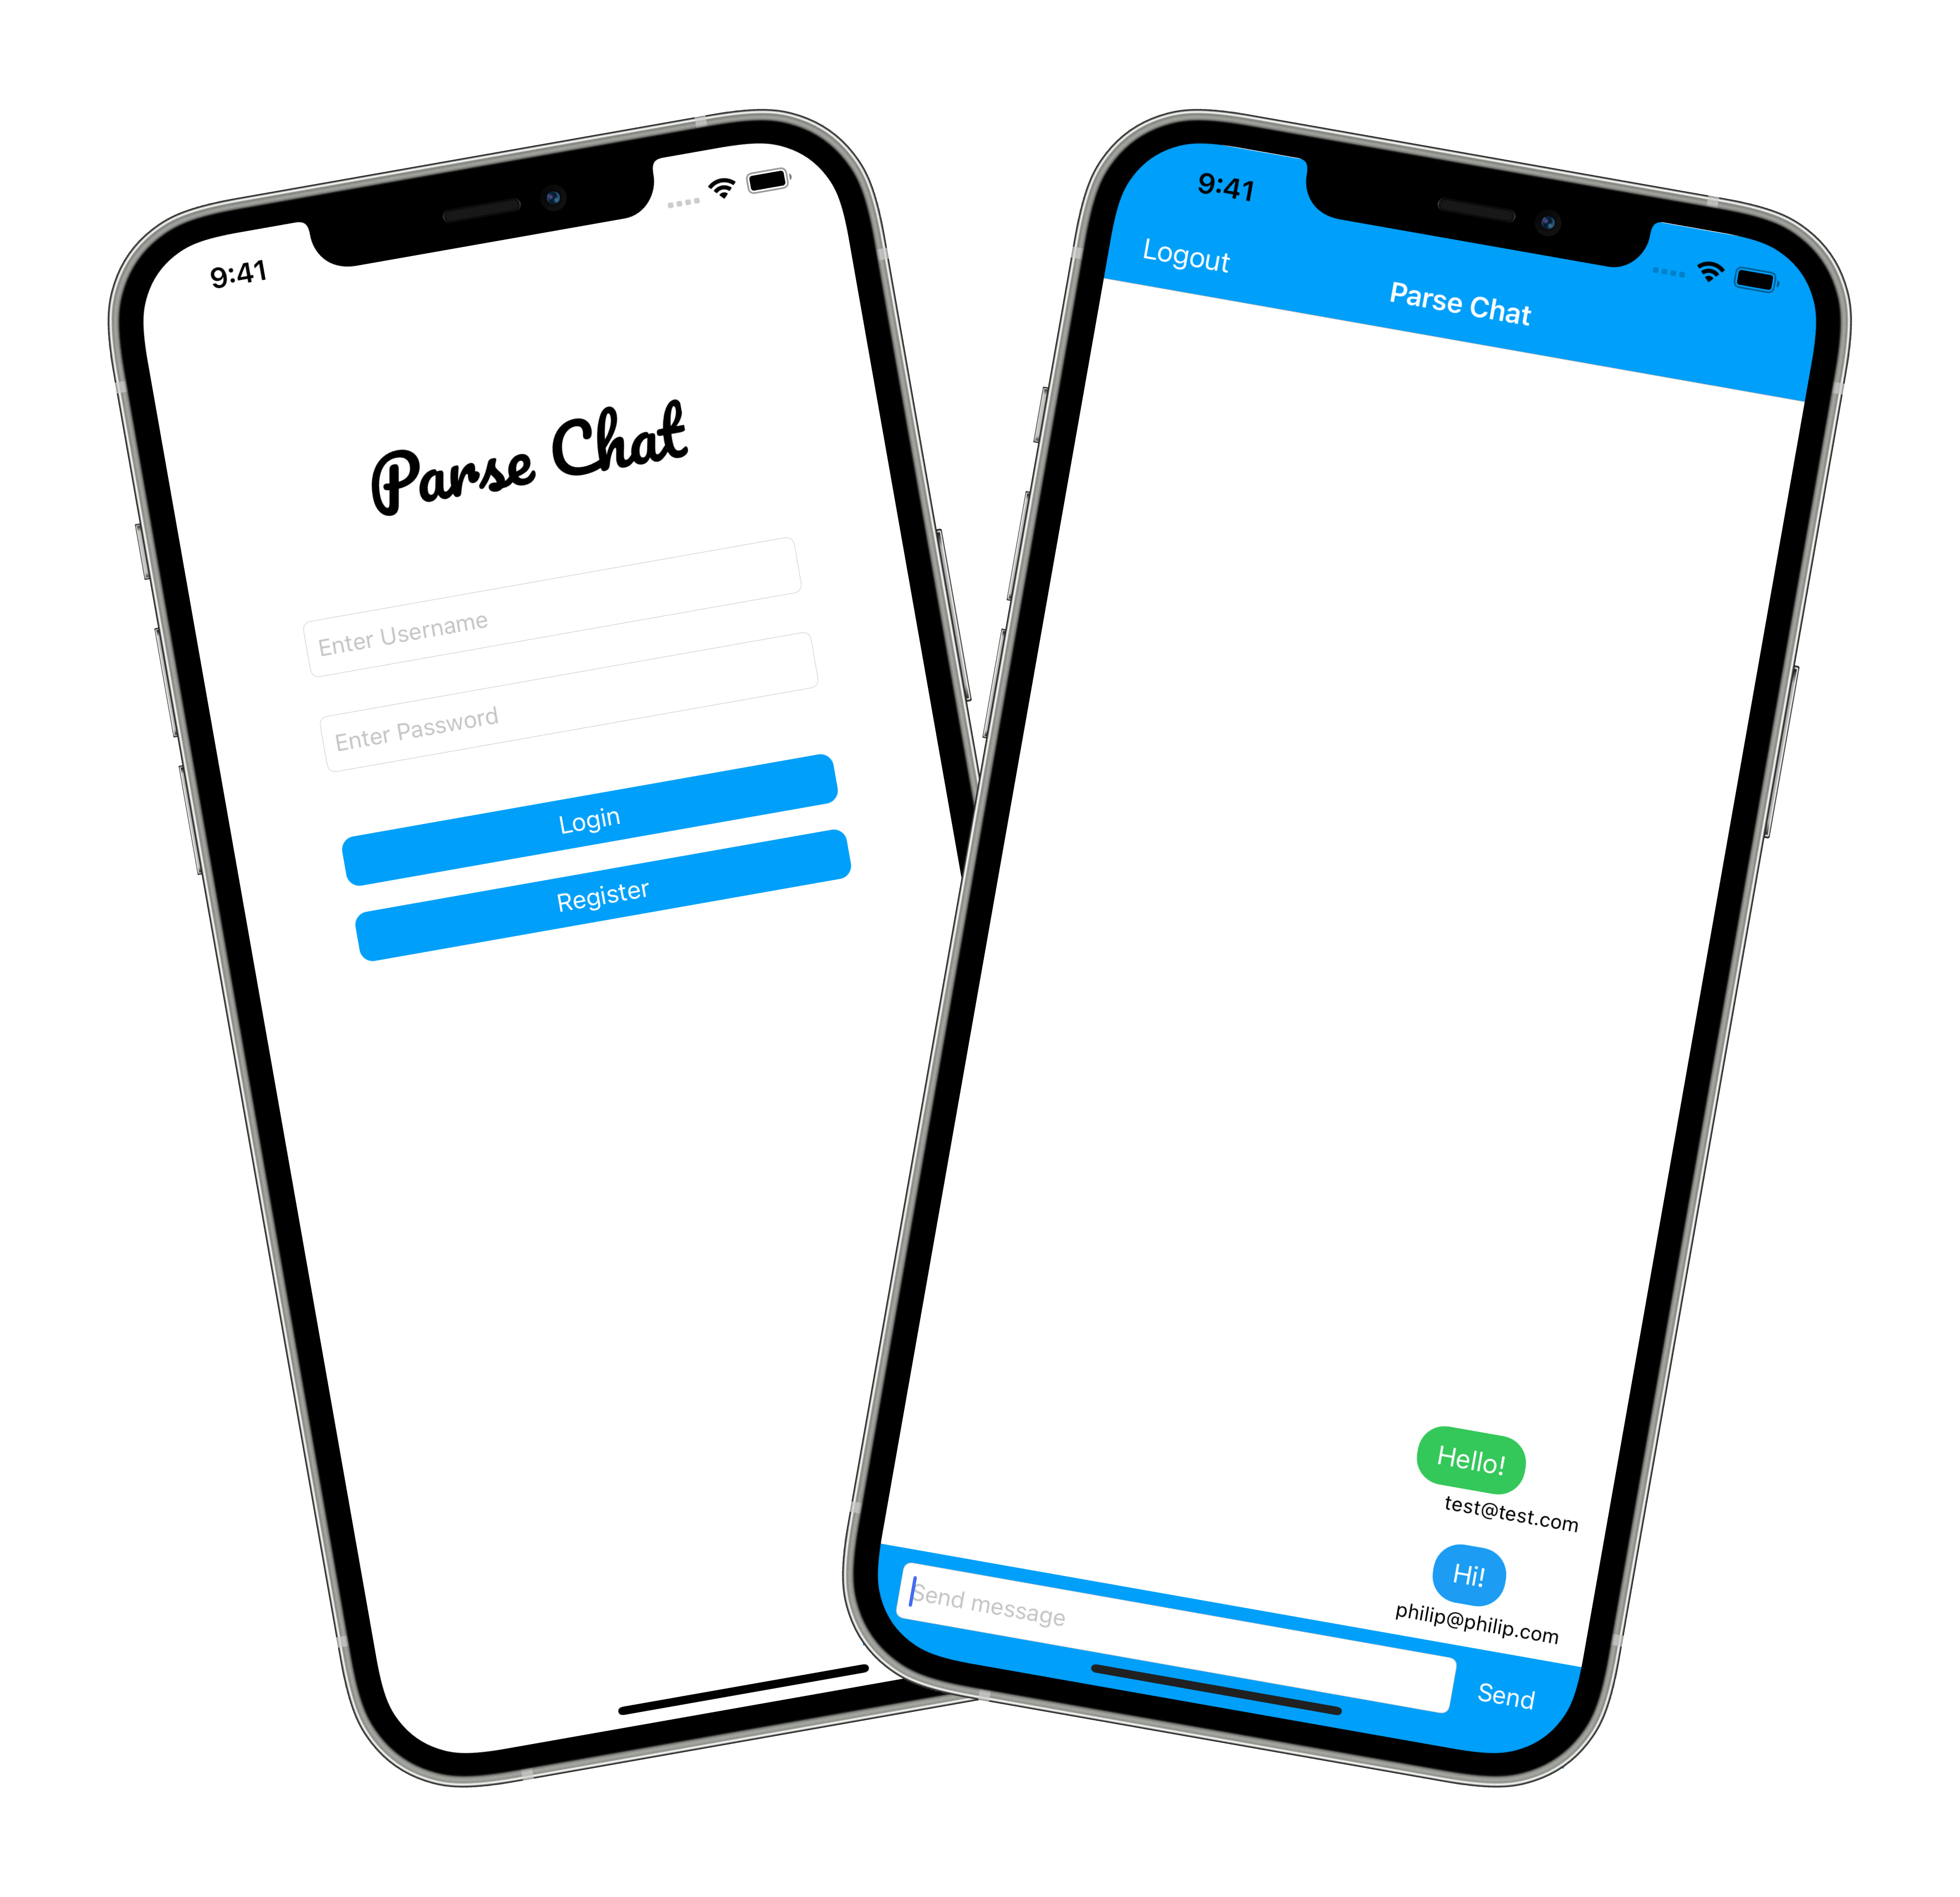 9:41
Parse Chat
Enter Username
Enter Password
Login
Register
9:41
Logout
Parse Chat
Hello!
test@test.com
Hi!
philip@philip.com
Send message
Send